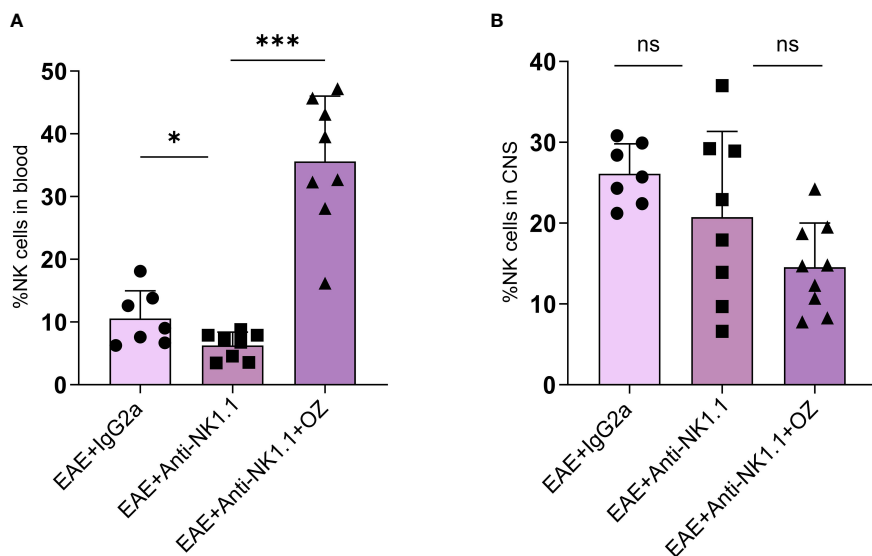 A
%NK cells in blood
50
40
30
20
10
0
*
***
EAE+IgG2a
EAE+Anti-NK1.1
EAE+Anti-NK1.1+OZ
B
%NK cells in CNS
40
30
20
10
0
ns
ns
EAE+IgG2a
EAE+Anti-NK1.1
EAE+Anti-NK1.1+OZ